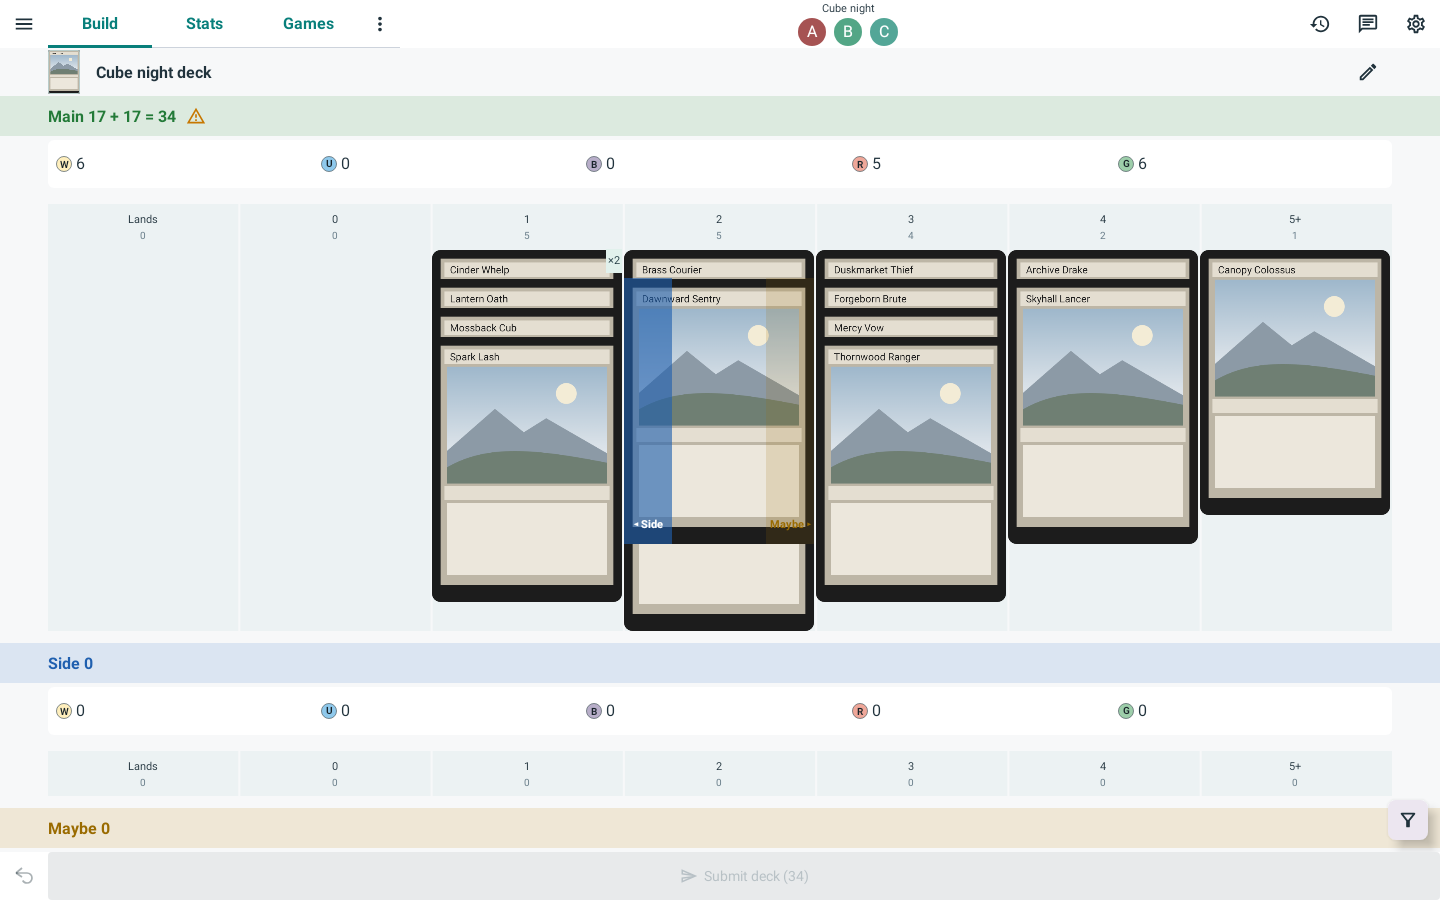 Build
Stats
Games
Cube night
A
B
C
Cube night deck
Main 17 + 17 = 34
W 6
U 0
B 0
R 5
G 6
Lands
0
0
0
1
5
2
5
3
4
4
2
5+
1
×2
Cinder Whelp
Lantern Oath
Mossback Cub
Spark Lash
Brass Courier
Dawnward Sentry
Side
Maybe
Duskmarket Thief
Forgeborn Brute
Mercy Vow
Thornwood Ranger
Archive Drake
Skyhall Lancer
Canopy Colossus
Side 0
W 0
U 0
B 0
R 0
G 0
Lands
0
0
0
1
0
2
0
3
0
4
0
5+
0
Maybe 0
Submit deck (34)